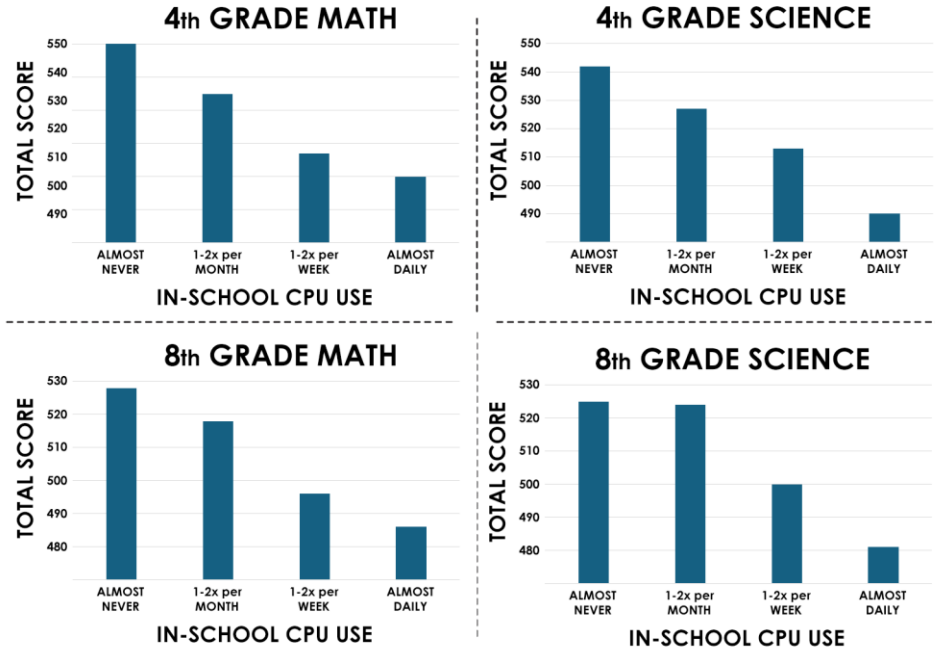 4th GRADE MATH
TOTAL SCORE
550
540
530
520
510
500
490
ALMOST NEVER
1-2x per MONTH
1-2x per WEEK
ALMOST DAILY
IN-SCHOOL CPU USE
4th GRADE SCIENCE
TOTAL SCORE
550
540
530
520
510
500
490
ALMOST NEVER
1-2x per MONTH
1-2x per WEEK
ALMOST DAILY
IN-SCHOOL CPU USE
8th GRADE MATH
TOTAL SCORE
530
520
510
500
490
480
ALMOST NEVER
1-2x per MONTH
1-2x per WEEK
ALMOST DAILY
IN-SCHOOL CPU USE
8th GRADE SCIENCE
TOTAL SCORE
530
520
510
500
490
480
ALMOST NEVER
1-2x per MONTH
1-2x per WEEK
ALMOST DAILY
IN-SCHOOL CPU USE